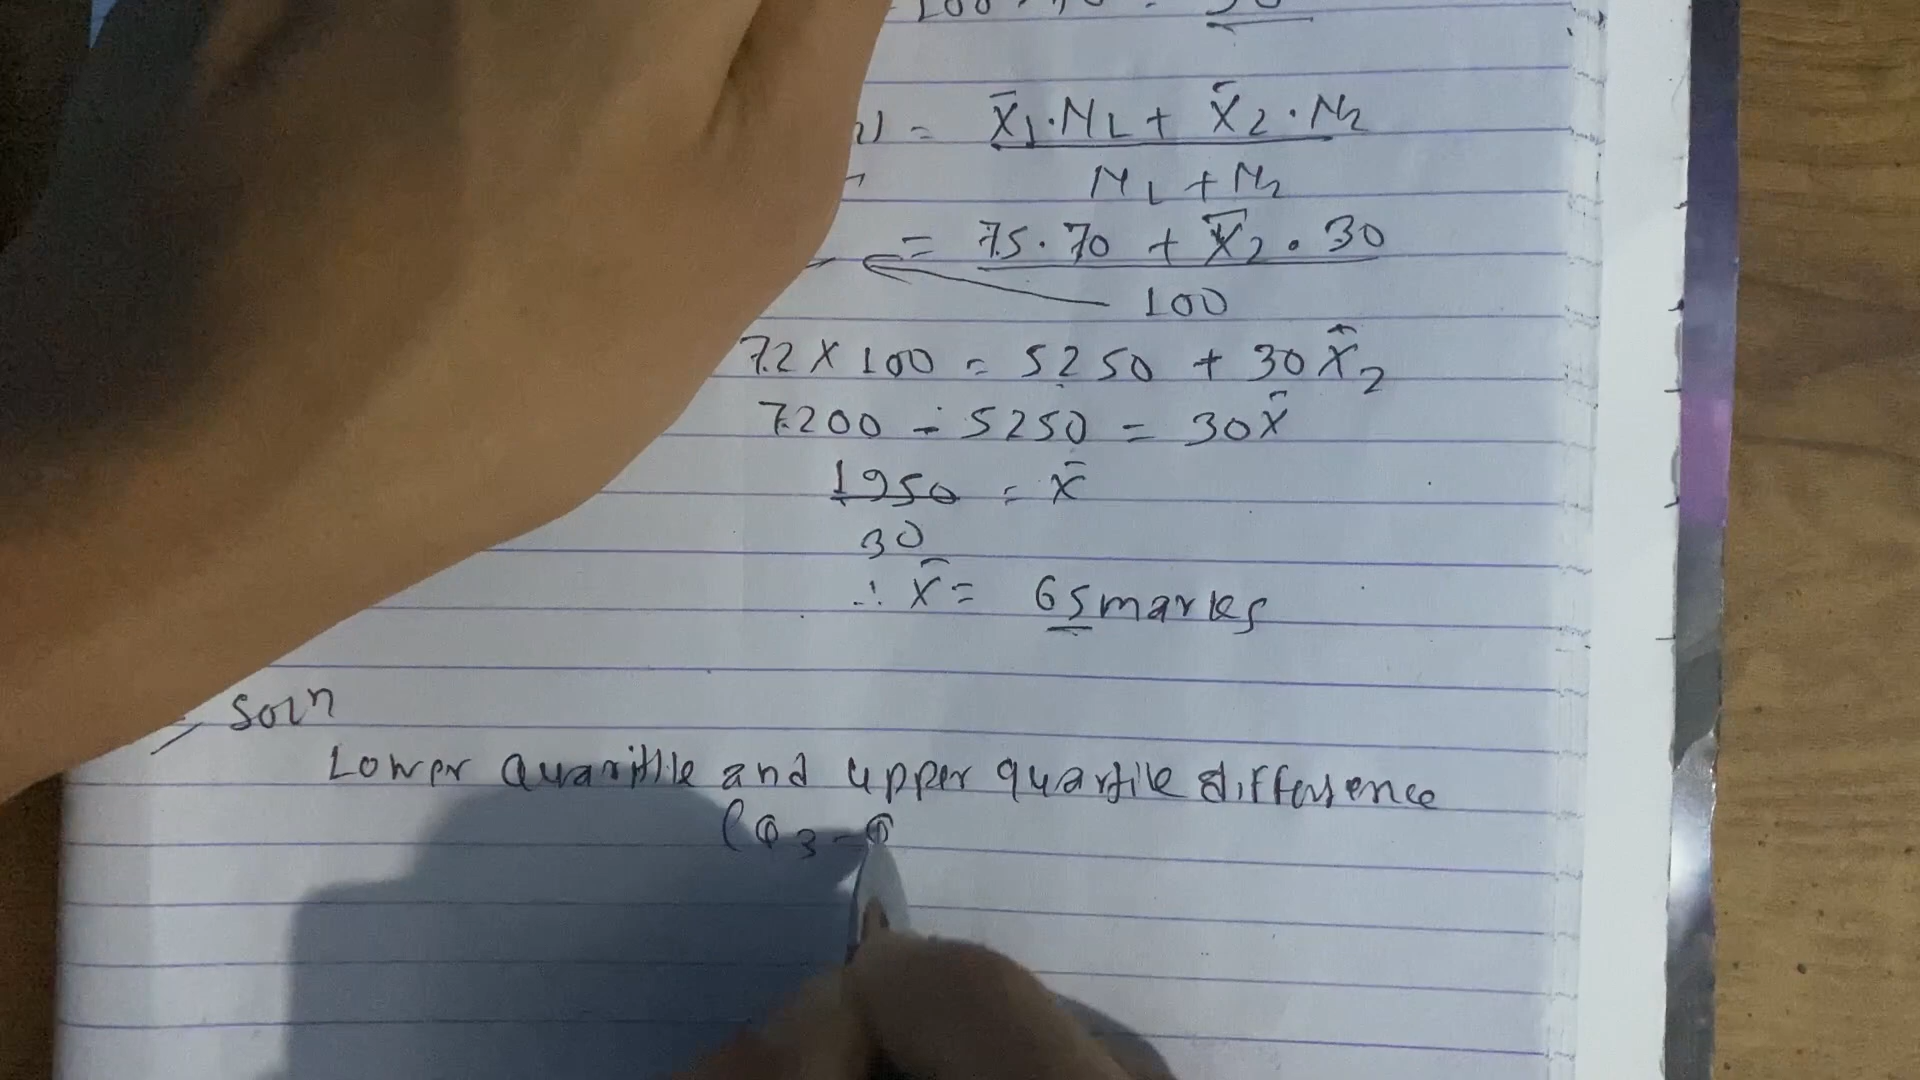 = X̄1.N1 + X̄2.N2
N1 + N2
= 75.70 + X̄2.30
100
72 X 100 = 5250 + 30X̄2
7200 - 5250 = 30X̄
1950 = X̄
30
∴ X̄ = 65 marks
Soln
Lower and upper quartile difference
(Q3-Q